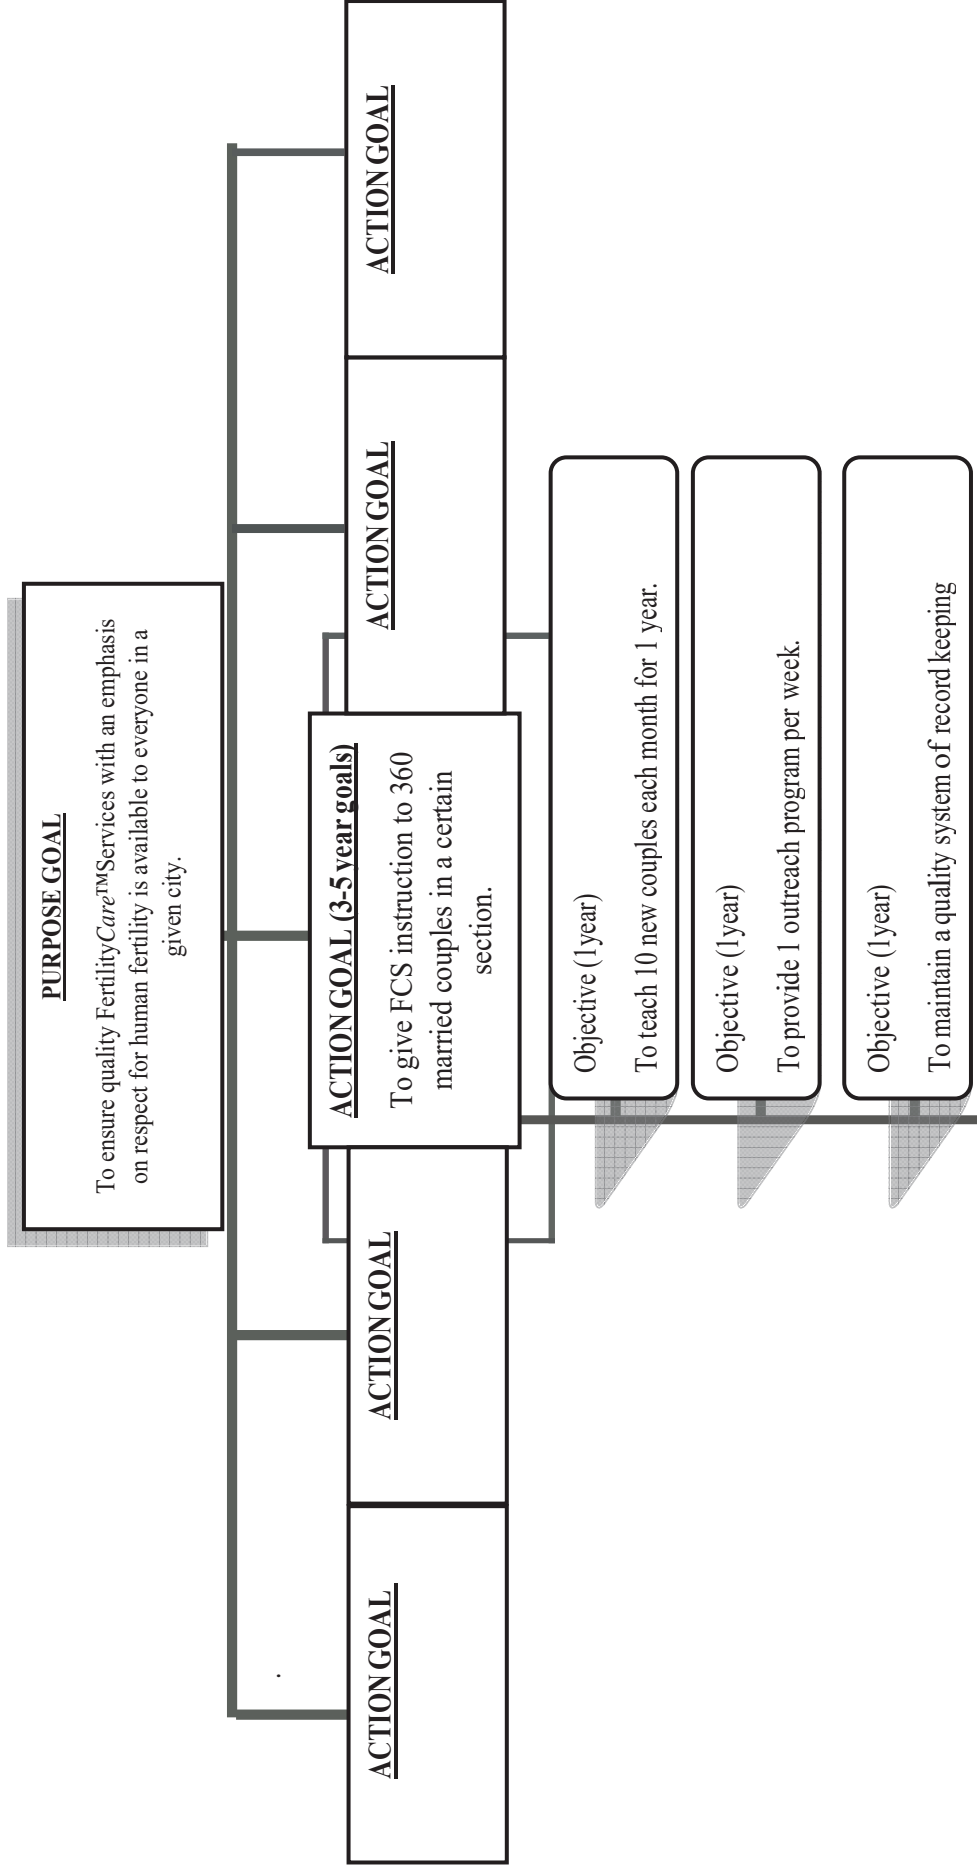 PURPOSE GOAL
To ensure quality FertilityCare™Services with an emphasis
on respect for human fertility is available to everyone in a
given city.
ACTION GOAL
ACTION GOAL
ACTION GOAL (3-5 year goals)
To give FCS instruction to 360
married couples in a certain
section.
ACTION GOAL
ACTION GOAL
Objective (1year)
To teach 10 new couples each month for 1 year.
Objective (1year)
To provide 1 outreach program per week.
Objective (1year)
To maintain a quality system of record keeping